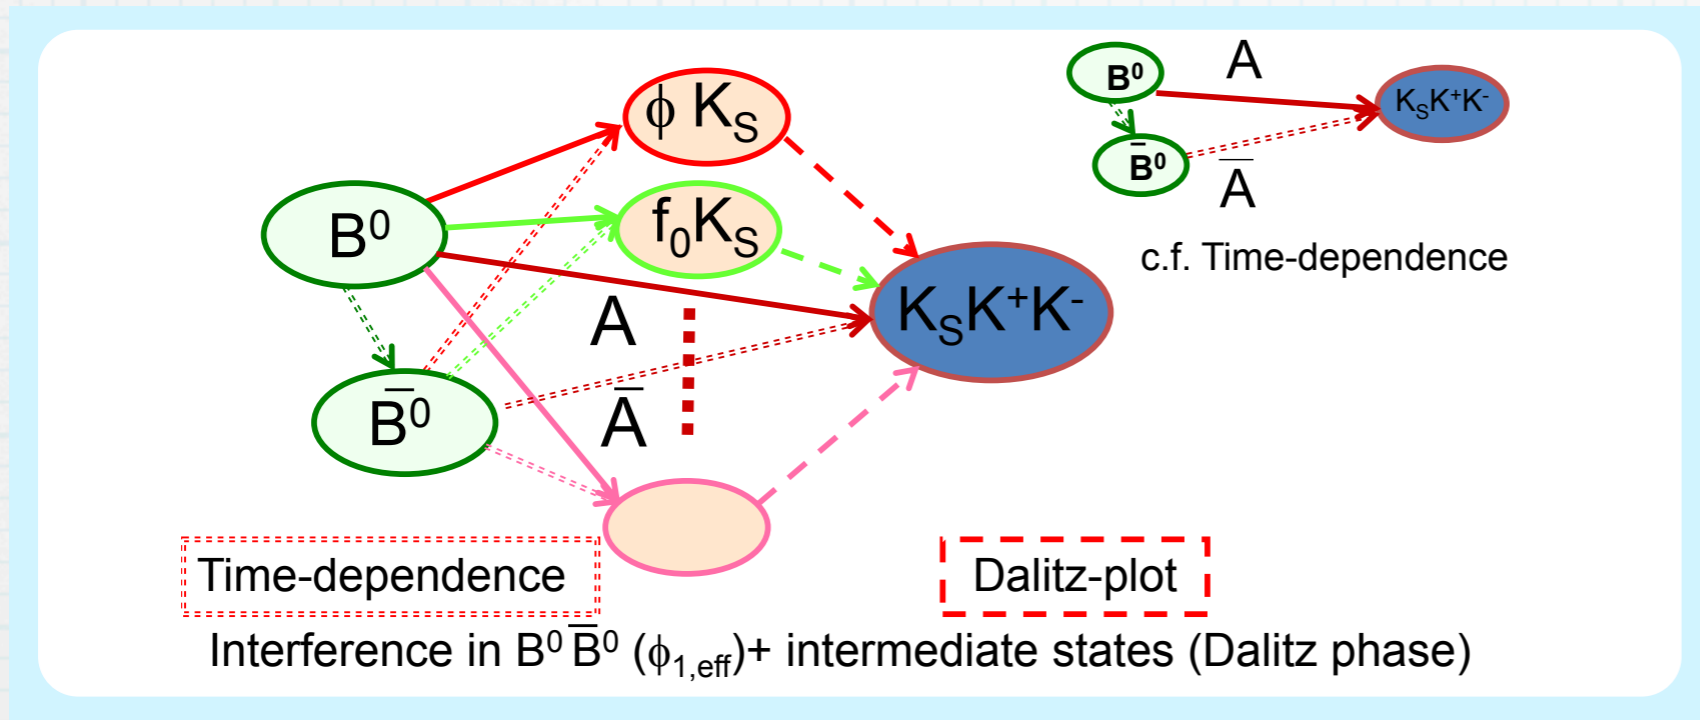 B⁰
A
K_SK⁺K⁻
B̅⁰
A̅
c.f. Time-dependence
ϕ K_S
f₀K_S
B⁰
A
K_SK⁺K⁻
B̅⁰
A̅
Time-dependence
Dalitz-plot
Interference in B⁰ B̅⁰ (ϕ₁,eff)+ intermediate states (Dalitz phase)